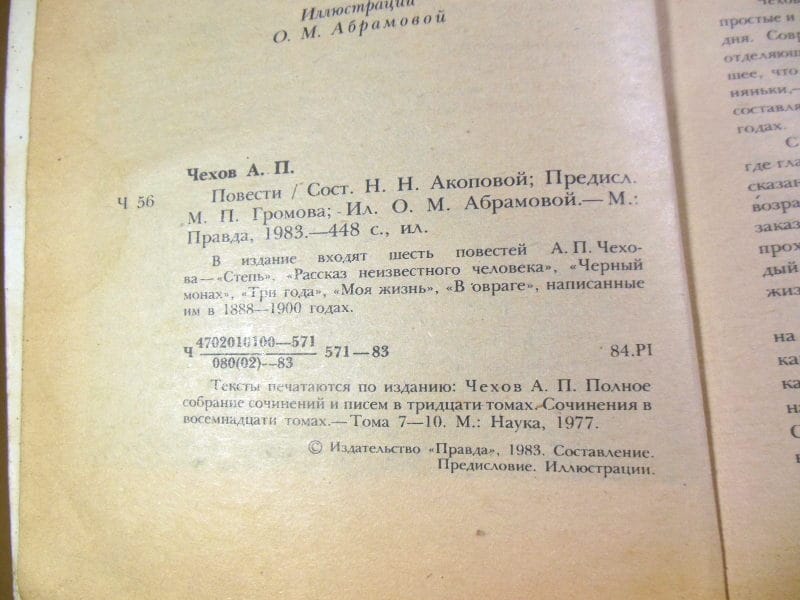 Иллюстрации
О. М. Абрамовой
Чехов А. П.
Ч 56
Повести / Сост. Н. Н. Акоповой; Предисл.
М. П. Громова; Ил. О. М. Абрамовой.— М.:
Правда, 1983.—448 с., ил.
В издание входят шесть повестей А. П. Чехо-
ва—«Степь», «Рассказ неизвестного человека», «Черный
монах», «Три года», «Моя жизнь», «В овраге», написанные
им в 1888—1900 годах.
Ч 4702010100—571
080(02)—83
571—83
84.PI
Тексты печатаются по изданию: Чехов А. П. Полное
собрание сочинений и писем в тридцати томах. Сочинения в
восемнадцати томах.—Тома 7—10. М.: Наука, 1977.
© Издательство «Правда», 1983. Составление.
Предисловие. Иллюстрации.
простые и
дня.
отделяющ
шее, что
няньки,—
составля
годах.
С
где гла
сказан
возра
заказ
прох
дый
жиз
на
ка
ка
на